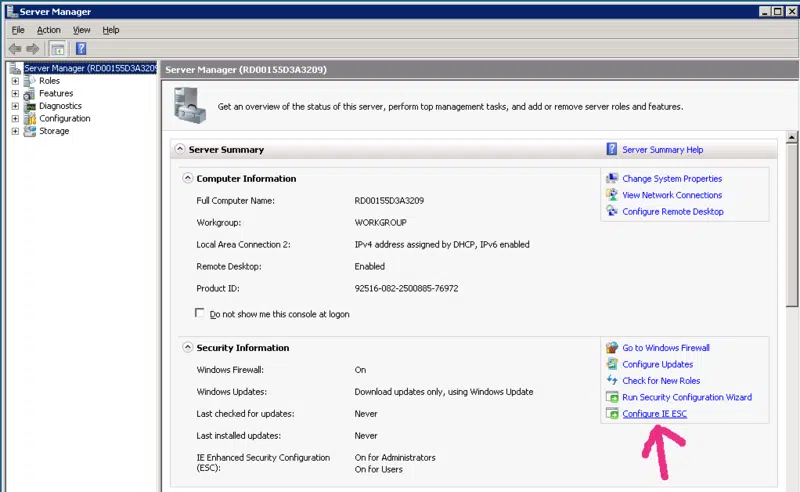 Server Manager
File Action View Help
Server Manager (RD00155D3A3209)
Roles
Features
Diagnostics
Configuration
Storage
Server Manager (RD00155D3A3209)
Get an overview of the status of this server, perform top management tasks, and add or remove server roles and features.
Server Summary
Server Summary Help
Computer Information
Full Computer Name: RD00155D3A3209
Workgroup: WORKGROUP
Local Area Connection 2: IPv4 address assigned by DHCP, IPv6 enabled
Remote Desktop: Enabled
Product ID: 92516-082-2500885-76972
Do not show me this console at logon
Change System Properties
View Network Connections
Configure Remote Desktop
Security Information
Windows Firewall: On
Windows Updates: Download updates only, using Windows Update
Last checked for updates: Never
Last installed updates: Never
IE Enhanced Security Configuration (ESC): On for Administrators
On for Users
Go to Windows Firewall
Configure Updates
Check for New Roles
Run Security Configuration Wizard
Configure IE ESC